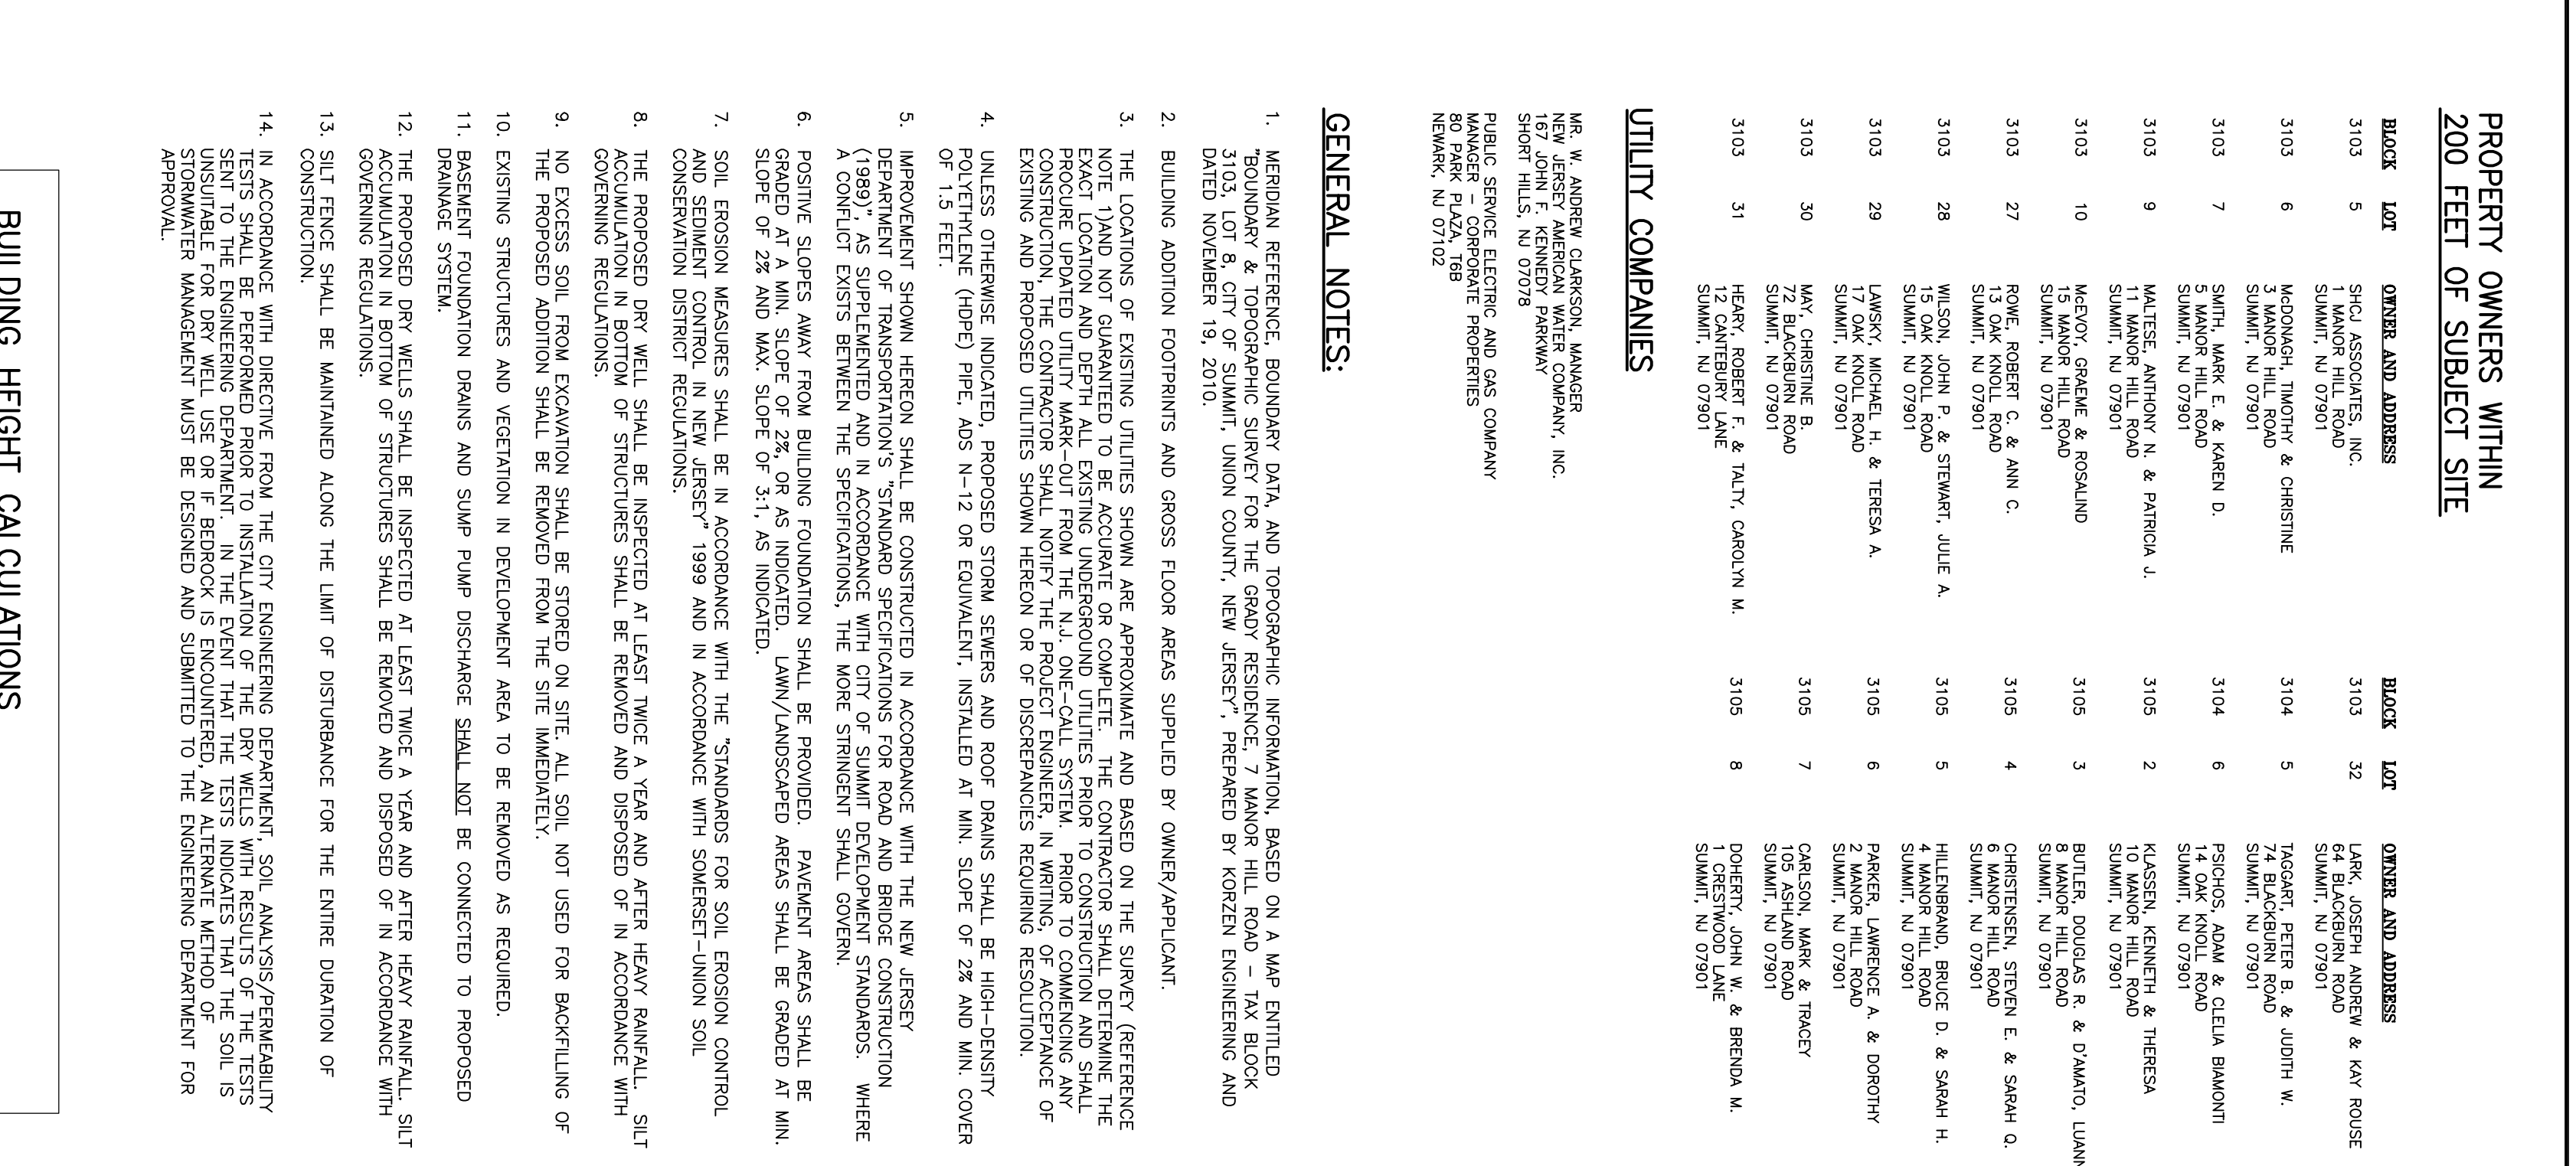 PROPERTY OWNERS WITHIN
200 FEET OF SUBJECT SITE
BLOCK LOT OWNER AND ADDRESS
3103 5 SHCJ ASSOCIATES, INC.
1 MANOR HILL ROAD
SUMMIT, NJ 07901
3103 6 McDONAGH, TIMOTHY & CHRISTINE
3 MANOR HILL ROAD
SUMMIT, NJ 07901
3103 7 SMITH, MARK E. & KAREN D.
5 MANOR HILL ROAD
SUMMIT, NJ 07901
3103 9 MALTESE, ANTHONY N. & PATRICIA J.
11 MANOR HILL ROAD
SUMMIT, NJ 07901
3103 10 McEVOY, GRAEME & ROSALIND
15 MANOR HILL ROAD
SUMMIT, NJ 07901
3103 27 ROWE, ROBERT C. & ANN C.
13 OAK KNOLL ROAD
SUMMIT, NJ 07901
3103 28 WILSON, JOHN P. & STEWART, JULIE A.
15 OAK KNOLL ROAD
SUMMIT, NJ 07901
3103 29 LAWSKY, MICHAEL H. & TERESA A.
17 OAK KNOLL ROAD
SUMMIT, NJ 07901
3103 30 MAY, CHRISTINE B.
72 BLACKBURN ROAD
SUMMIT, NJ 07901
3103 31 HEARY, ROBERT F. & TALTY, CAROLYN M.
12 CANTEBURY LANE
SUMMIT, NJ 07901
BLOCK LOT OWNER AND ADDRESS
3103 32 LARK, JOSEPH ANDREW & KAY ROUSE
64 BLACKBURN ROAD
SUMMIT, NJ 07901
3104 5 TAGGART, PETER B. & JUDITH W.
74 BLACKBURN ROAD
SUMMIT, NJ 07901
3104 6 PSICHOS, ADAM & CLELIA BIAMONTI
14 OAK KNOLL ROAD
SUMMIT, NJ 07901
3105 2 KLASSEN, KENNETH & THERESA
10 MANOR HILL ROAD
SUMMIT, NJ 07901
3105 3 BUTLER, DOUGLAS R. & D'AMATO, LUANN
8 MANOR HILL ROAD
SUMMIT, NJ 07901
3105 4 CHRISTENSEN, STEVEN E. & SARAH Q.
6 MANOR HILL ROAD
SUMMIT, NJ 07901
3105 5 HILLENBRAND, BRUCE D. & SARAH H.
4 MANOR HILL ROAD
SUMMIT, NJ 07901
3105 6 PARKER, LAWRENCE A. & DOROTHY
2 MANOR HILL ROAD
SUMMIT, NJ 07901
3105 7 CARLSON, MARK & TRACEY
105 ASHLAND ROAD
SUMMIT, NJ 07901
3105 8 DOHERTY, JOHN W. & BRENDA M.
1 CRESTWOOD LANE
SUMMIT, NJ 07901
UTILITY COMPANIES
MR. W. ANDREW CLARKSON, MANAGER
NEW JERSEY AMERICAN WATER COMPANY, INC.
167 JOHN F. KENNEDY PARKWAY
SHORT HILLS, NJ 07078
PUBLIC SERVICE ELECTRIC AND GAS COMPANY
MANAGER – CORPORATE PROPERTIES
80 PARK PLAZA, T6B
NEWARK, NJ 07102
GENERAL NOTES:
1. MERIDIAN REFERENCE, BOUNDARY DATA, AND TOPOGRAPHIC INFORMATION, BASED ON A MAP ENTITLED
"BOUNDARY & TOPOGRAPHIC SURVEY FOR THE GRADY RESIDENCE, 7 MANOR HILL ROAD – TAX BLOCK
3103, LOT 8, CITY OF SUMMIT, UNION COUNTY, NEW JERSEY", PREPARED BY KORZEN ENGINEERING AND
DATED NOVEMBER 19, 2010.
2. BUILDING ADDITION FOOTPRINTS AND GROSS FLOOR AREAS SUPPLIED BY OWNER/APPLICANT.
3. THE LOCATIONS OF EXISTING UTILITIES SHOWN ARE APPROXIMATE AND BASED ON THE SURVEY (REFERENCE
NOTE 1)AND NOT GUARANTEED TO BE ACCURATE OR COMPLETE. THE CONTRACTOR SHALL DETERMINE THE
EXACT LOCATION AND DEPTH ALL EXISTING UNDERGROUND UTILITIES PRIOR TO CONSTRUCTION AND SHALL
PROCURE UPDATED UTILITY MARK–OUT FROM THE N.J. ONE–CALL SYSTEM. PRIOR TO COMMENCING ANY
CONSTRUCTION, THE CONTRACTOR SHALL NOTIFY THE PROJECT ENGINEER, IN WRITING, OF ACCEPTANCE OF
EXISTING AND PROPOSED UTILITIES SHOWN HEREON OR OF DISCREPANCIES REQUIRING RESOLUTION.
4. UNLESS OTHERWISE INDICATED, PROPOSED STORM SEWERS AND ROOF DRAINS SHALL BE HIGH–DENSITY
POLYETHYLENE (HDPE) PIPE, ADS N–12 OR EQUIVALENT, INSTALLED AT MIN. SLOPE OF 2% AND MIN. COVER
OF 1.5 FEET.
5. IMPROVEMENT SHOWN HEREON SHALL BE CONSTRUCTED IN ACCORDANCE WITH THE NEW JERSEY
DEPARTMENT OF TRANSPORTATION'S "STANDARD SPECIFICATIONS FOR ROAD AND BRIDGE CONSTRUCTION
(1989)", AS SUPPLEMENTED AND IN ACCORDANCE WITH CITY OF SUMMIT DEVELOPMENT STANDARDS. WHERE
A CONFLICT EXISTS BETWEEN THE SPECIFICATIONS, THE MORE STRINGENT SHALL GOVERN.
6. POSITIVE SLOPES AWAY FROM BUILDING FOUNDATION SHALL BE PROVIDED. PAVEMENT AREAS SHALL BE
GRADED AT A MIN. SLOPE OF 2%, OR AS INDICATED. LAWN/LANDSCAPED AREAS SHALL BE GRADED AT MIN.
SLOPE OF 2% AND MAX. SLOPE OF 3:1, AS INDICATED.
7. SOIL EROSION MEASURES SHALL BE IN ACCORDANCE WITH THE "STANDARDS FOR SOIL EROSION CONTROL
AND SEDIMENT CONTROL IN NEW JERSEY" 1999 AND IN ACCORDANCE WITH SOMERSET–UNION SOIL
CONSERVATION DISTRICT REGULATIONS.
8. THE PROPOSED DRY WELL SHALL BE INSPECTED AT LEAST TWICE A YEAR AND AFTER HEAVY RAINFALL. SILT
ACCUMULATION IN BOTTOM OF STRUCTURES SHALL BE REMOVED AND DISPOSED OF IN ACCORDANCE WITH
GOVERNING REGULATIONS.
9. NO EXCESS SOIL FROM EXCAVATION SHALL BE STORED ON SITE. ALL SOIL NOT USED FOR BACKFILLING OF
THE PROPOSED ADDITION SHALL BE REMOVED FROM THE SITE IMMEDIATELY.
10. EXISTING STRUCTURES AND VEGETATION IN DEVELOPMENT AREA TO BE REMOVED AS REQUIRED.
11. BASEMENT FOUNDATION DRAINS AND SUMP PUMP DISCHARGE SHALL NOT BE CONNECTED TO PROPOSED
DRAINAGE SYSTEM.
12. THE PROPOSED DRY WELLS SHALL BE INSPECTED AT LEAST TWICE A YEAR AND AFTER HEAVY RAINFALL. SILT
ACCUMULATION IN BOTTOM OF STRUCTURES SHALL BE REMOVED AND DISPOSED OF IN ACCORDANCE WITH
GOVERNING REGULATIONS.
13. SILT FENCE SHALL BE MAINTAINED ALONG THE LIMIT OF DISTURBANCE FOR THE ENTIRE DURATION OF
CONSTRUCTION.
14. IN ACCORDANCE WITH DIRECTIVE FROM THE CITY ENGINEERING DEPARTMENT, SOIL ANALYSIS/PERMEABILITY
TESTS SHALL BE PERFORMED PRIOR TO INSTALLATION OF THE DRY WELLS WITH RESULTS OF THE TESTS
SENT TO THE ENGINEERING DEPARTMENT. IN THE EVENT THAT THE TESTS INDICATES THAT THE SOIL IS
UNSUITABLE FOR DRY WELL USE OR IF BEDROCK IS ENCOUNTERED, AN ALTERNATE METHOD OF
STORMWATER MANAGEMENT MUST BE DESIGNED AND SUBMITTED TO THE ENGINEERING DEPARTMENT FOR
APPROVAL.
BUILDING HEIGHT CALCULATIONS